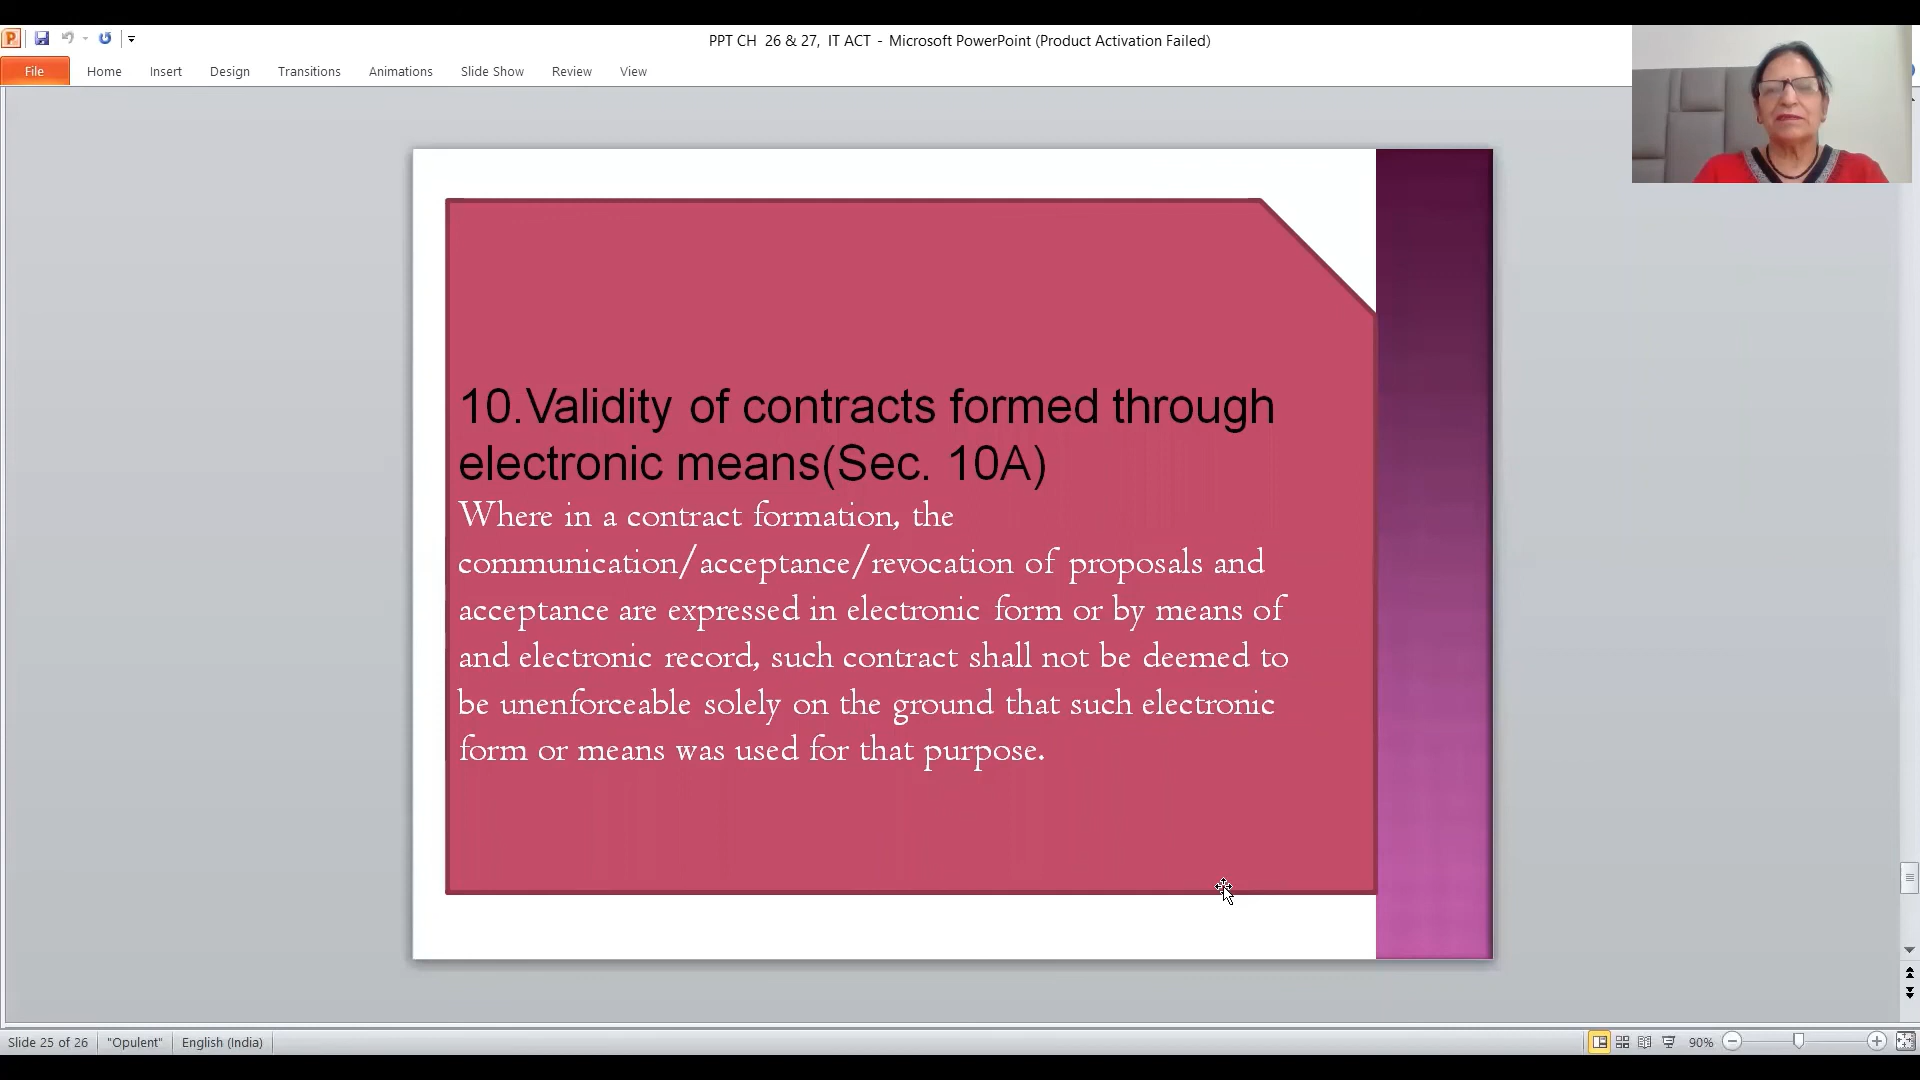 PPT CH 26 & 27, IT ACT - Microsoft PowerPoint (Product Activation Failed)
File Home Insert Design Transitions Animations Slide Show Review View
10.Validity of contracts formed through
electronic means(Sec. 10A)
Where in a contract formation, the
communication/acceptance/revocation of proposals and
acceptance are expressed in electronic form or by means of
and electronic record, such contract shall not be deemed to
be unenforceable solely on the ground that such electronic
form or means was used for that purpose.
Slide 25 of 26 "Opulent" English (India) 90%